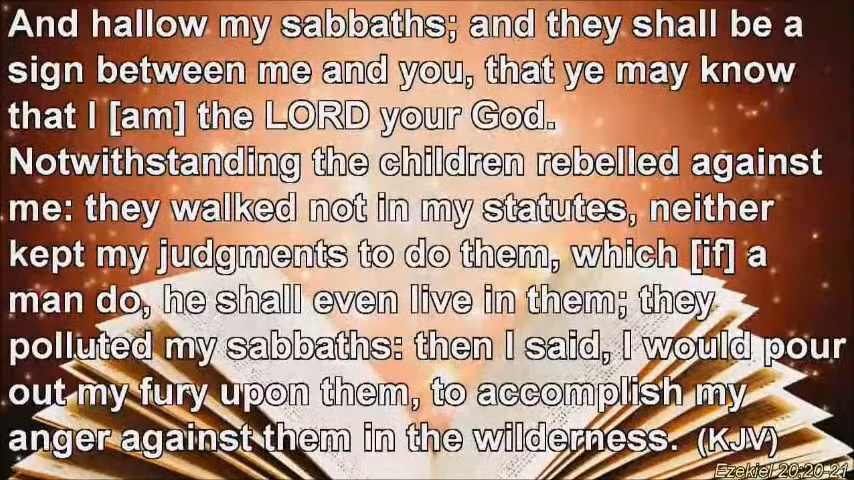 And hallow my sabbaths; and they shall be a
sign between me and you, that ye may know
that I [am] the LORD your God.
Notwithstanding the children rebelled against
me: they walked not in my statutes, neither
kept my judgments to do them, which [if] a
man do, he shall even live in them; they
polluted my sabbaths: then I said, I would pour
out my fury upon them, to accomplish my
anger against them in the wilderness. (KJV)
Ezekiel 20:20-21